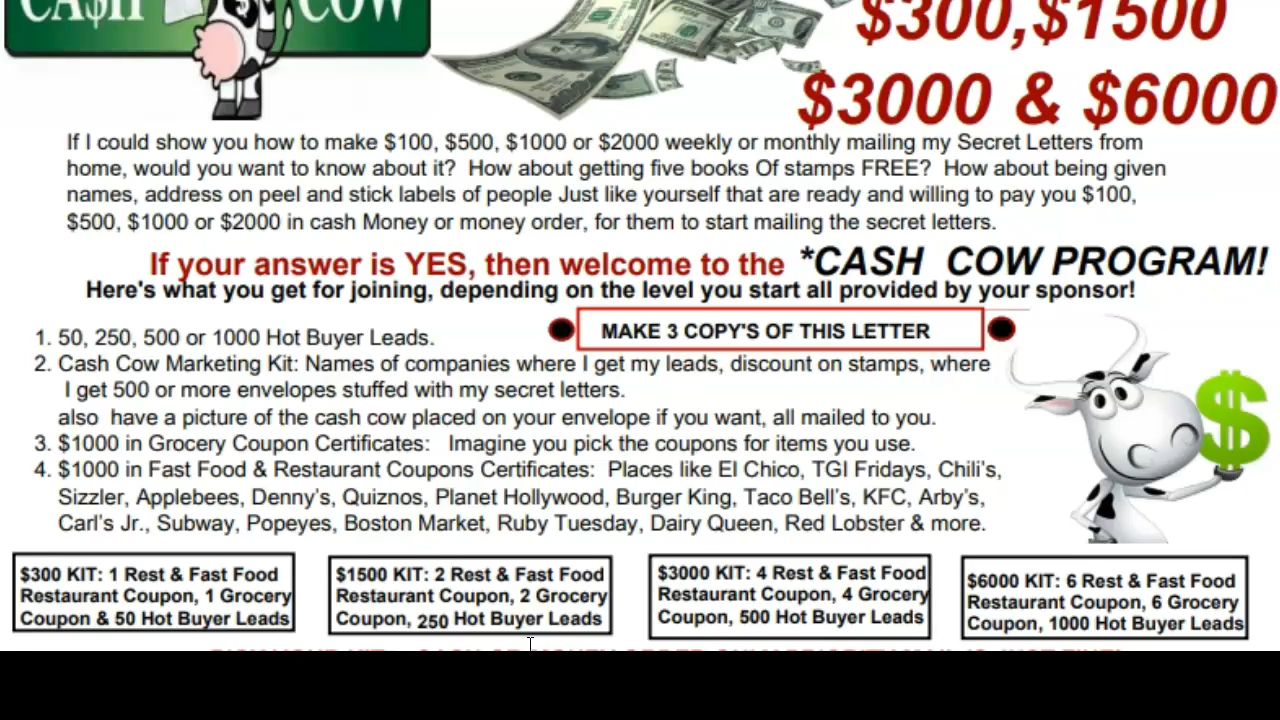 CA$H COW
$300,$1500
$3000 & $6000
If I could show you how to make $100, $500, $1000 or $2000 weekly or monthly mailing my Secret Letters from
home, would you want to know about it? How about getting five books Of stamps FREE? How about being given
names, address on peel and stick labels of people Just like yourself that are ready and willing to pay you $100,
$500, $1000 or $2000 in cash Money or money order, for them to start mailing the secret letters.
If your answer is YES, then welcome to the *CASH COW PROGRAM!
Here's what you get for joining, depending on the level you start all provided by your sponsor!
MAKE 3 COPY'S OF THIS LETTER
1. 50, 250, 500 or 1000 Hot Buyer Leads.
2. Cash Cow Marketing Kit: Names of companies where I get my leads, discount on stamps, where
I get 500 or more envelopes stuffed with my secret letters.
also have a picture of the cash cow placed on your envelope if you want, all mailed to you.
3. $1000 in Grocery Coupon Certificates: Imagine you pick the coupons for items you use.
4. $1000 in Fast Food & Restaurant Coupons Certificates: Places like El Chico, TGI Fridays, Chili's,
Sizzler, Applebees, Denny's, Quiznos, Planet Hollywood, Burger King, Taco Bell's, KFC, Arby's,
Carl's Jr., Subway, Popeyes, Boston Market, Ruby Tuesday, Dairy Queen, Red Lobster & more.
$300 KIT: 1 Rest & Fast Food
Restaurant Coupon, 1 Grocery
Coupon & 50 Hot Buyer Leads
$1500 KIT: 2 Rest & Fast Food
Restaurant Coupon, 2 Grocery
Coupon, 250 Hot Buyer Leads
$3000 KIT: 4 Rest & Fast Food
Restaurant Coupon, 4 Grocery
Coupon, 500 Hot Buyer Leads
$6000 KIT: 6 Rest & Fast Food
Restaurant Coupon, 6 Grocery
Coupon, 1000 Hot Buyer Leads